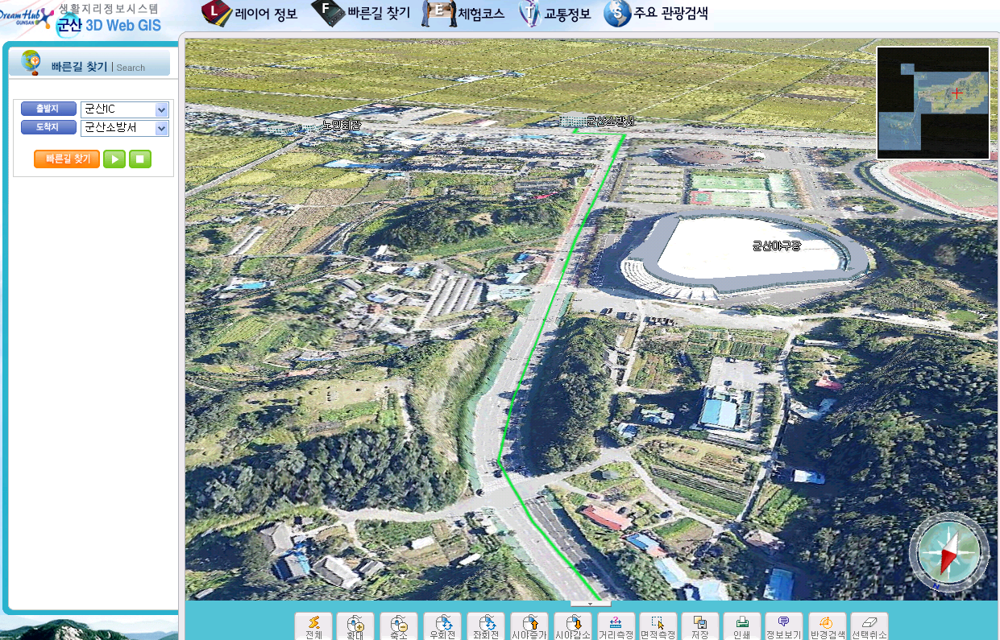 Dream Hub
GUNSAN
생활지리정보시스템
군산 3D Web GIS
L 레이어 정보
F 빠른길 찾기
E 체험코스
T 교통정보
S 주요 관광검색
빠른길 찾기 | Search
출발지 군산IC
도착지 군산소방서
빠른길 찾기
노인회관
군산소방서
군산야구장
N
전체
확대
축소
우회전
좌회전
시야증가
시야감소
거리측정
면적측정
저장
인쇄
정보보기
반경검색
선택취소